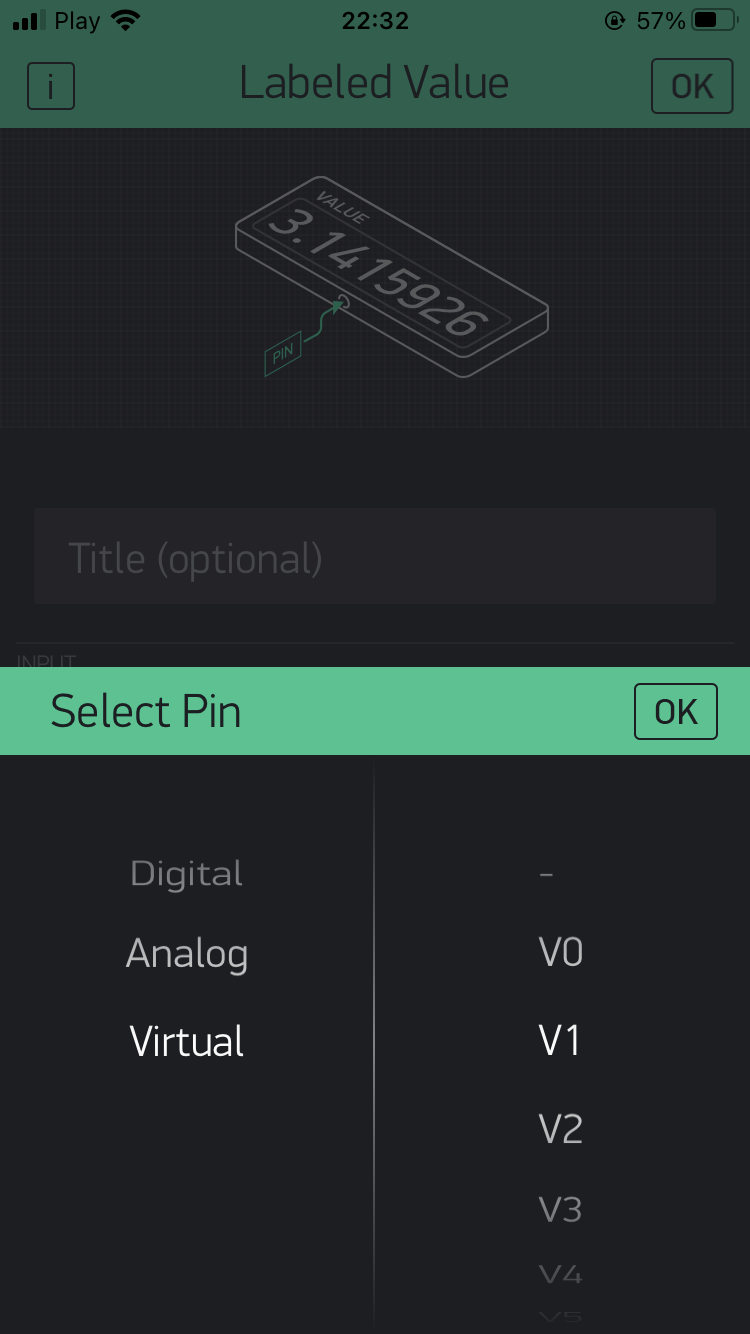 Play 22:32 57%
i Labeled Value OK
VALUE
3.1415926
PIN
Title (optional)
INPUT
Select Pin OK
Digital -
Analog V0
Virtual V1
V2
V3
V4
V5